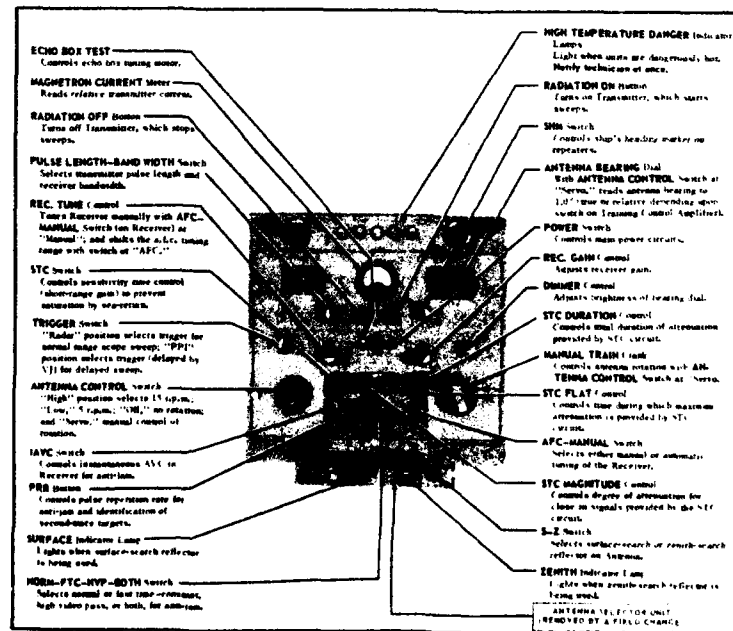 ECHO BOX TEST
Controls echo box tuning motor.
MAGNETRON CURRENT Meter
Reads relative transmitter current.
RADIATION OFF Button
Turns off Transmitter, which stops
sweeps.
PULSE LENGTH-BAND WIDTH Switch
Selects transmitter pulse length and
receiver bandwidth.
REC. TUNE Control
Tunes Receiver manually with AFC-
MANUAL Switch (on Receiver) at
"Manual"; and shifts the a.f.c. tuning
range with switch at "AFC."
STC Switch
Controls sensitivity time control
(short-range gain) to prevent
saturation by sea-return.
TRIGGER Switch
"Radar" position selects trigger for
normal range scope sweep; "PPI"
position selects trigger (delayed by
VJ) for delayed sweep.
ANTENNA CONTROL Switch
"High" position selects 15 r.p.m.;
"Low," 5 r.p.m.; "Off," no rotation;
and "Servo," manual control of
rotation.
IAVC Switch
Controls instantaneous AVC in
Receiver for anti-jam.
PRR Button
Controls pulse repetition rate for
anti-jam and identification of
second-trace targets.
SURFACE Indicator Lamp
Lights when surface-search reflector
is being used.
NORM-FTC-HVP-BOTH Switch
Selects normal or fast time-constant,
high video pass, or both, for anti-jam.
HIGH TEMPERATURE DANGER Indicator
Lamps
Light when units are dangerously hot.
Notify technician at once.
RADIATION ON Button
Turns on Transmitter, which starts
sweeps.
SHM Switch
Controls ship's heading marker on
repeaters.
ANTENNA BEARING Dial
With ANTENNA CONTROL Switch at
"Servo," reads antenna bearing to
1.0° true or relative depending upon
switch on Training Control Amplifier.
POWER Switch
Controls main power circuits.
REC. GAIN Control
Adjusts receiver gain.
DIMMER Control
Adjusts brightness of bearing dial.
STC DURATION Control
Controls total duration of attenuation
provided by STC circuit.
MANUAL TRAIN Crank
Controls antenna rotation with AN-
TENNA CONTROL Switch at "Servo."
STC FLAT Control
Controls time during which maximum
attenuation is provided by STC
circuit.
AFC-MANUAL Switch
Selects either manual or automatic
tuning of the Receiver.
STC MAGNITUDE Control
Controls degree of attenuation for
close in signals provided by the STC
circuit.
S-Z Switch
Selects surface-search or zenith-search
reflector on Antenna.
ZENITH Indicator Lamp
Lights when zenith-search reflector is
being used.
ANTENNA SELECTOR UNIT
REMOVED BY A FIELD CHANGE